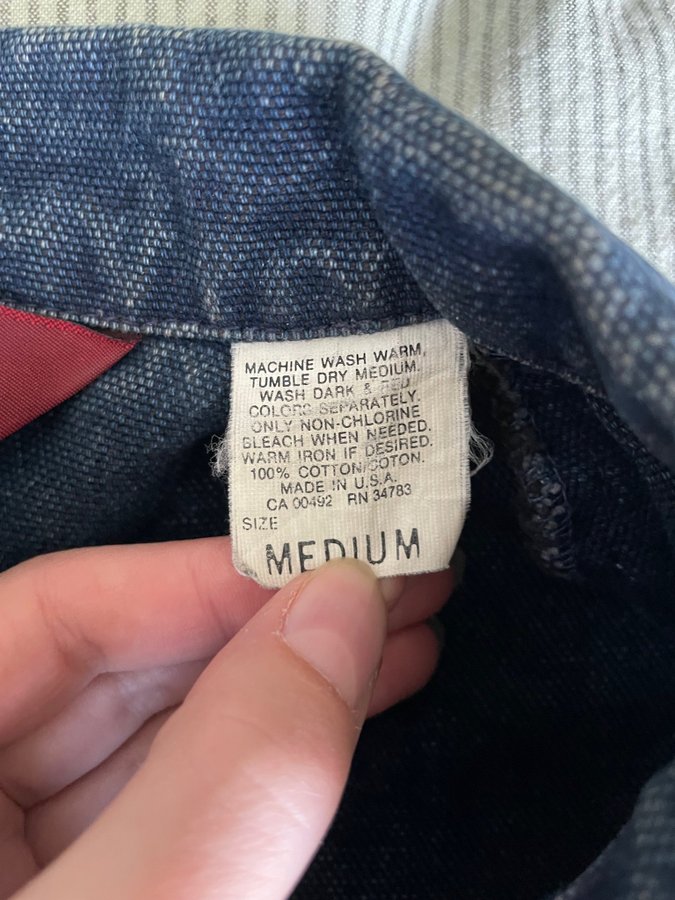 MACHINE WASH WARM,
TUMBLE DRY MEDIUM.
WASH DARK & RED
COLORS SEPARATELY.
ONLY NON-CHLORINE
BLEACH WHEN NEEDED.
WARM IRON IF DESIRED.
100% COTTON/COTON.
MADE IN U.S.A.
CA 00492 RN 34783
SIZE
MEDIUM